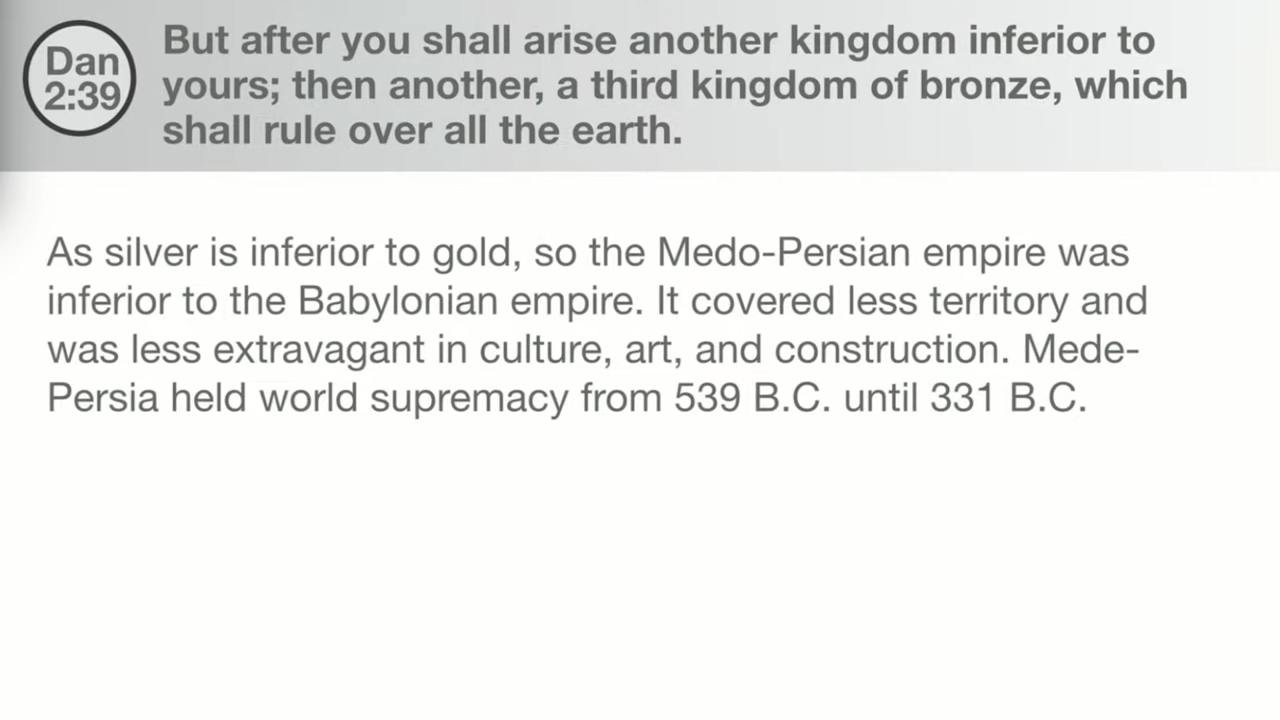 Dan
2:39
But after you shall arise another kingdom inferior to
yours; then another, a third kingdom of bronze, which
shall rule over all the earth.
As silver is inferior to gold, so the Medo-Persian empire was
inferior to the Babylonian empire. It covered less territory and
was less extravagant in culture, art, and construction. Mede-
Persia held world supremacy from 539 B.C. until 331 B.C.